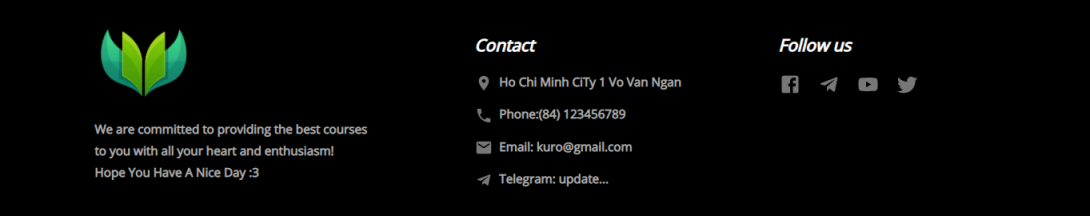 We are committed to providing the best courses
to you with all your heart and enthusiasm!
Hope You Have A Nice Day :3
Contact
Ho Chi Minh CiTy 1 Vo Van Ngan
Phone:(84) 123456789
Email: kuro@gmail.com
Telegram: update...
Follow us